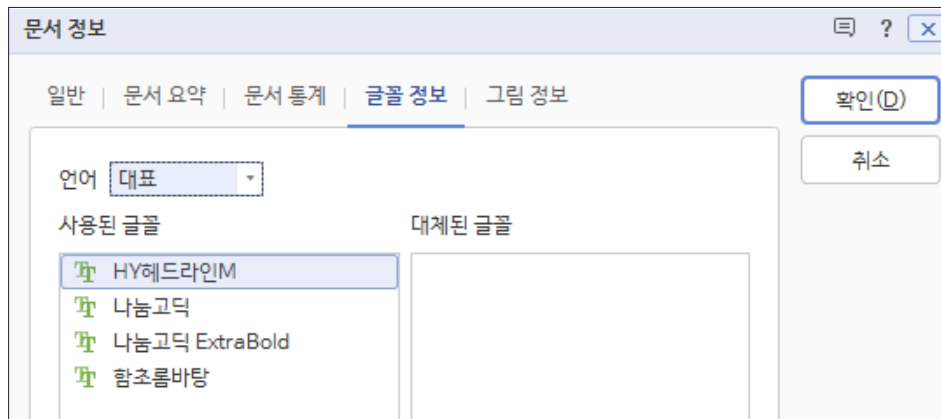 문서 정보 ?
일반 | 문서 요약 | 문서 통계 | 글꼴 정보 | 그림 정보
확인(D)
취소
언어 대표
사용된 글꼴 대체된 글꼴
HY헤드라인M
나눔고딕
나눔고딕 ExtraBold
함초롬바탕